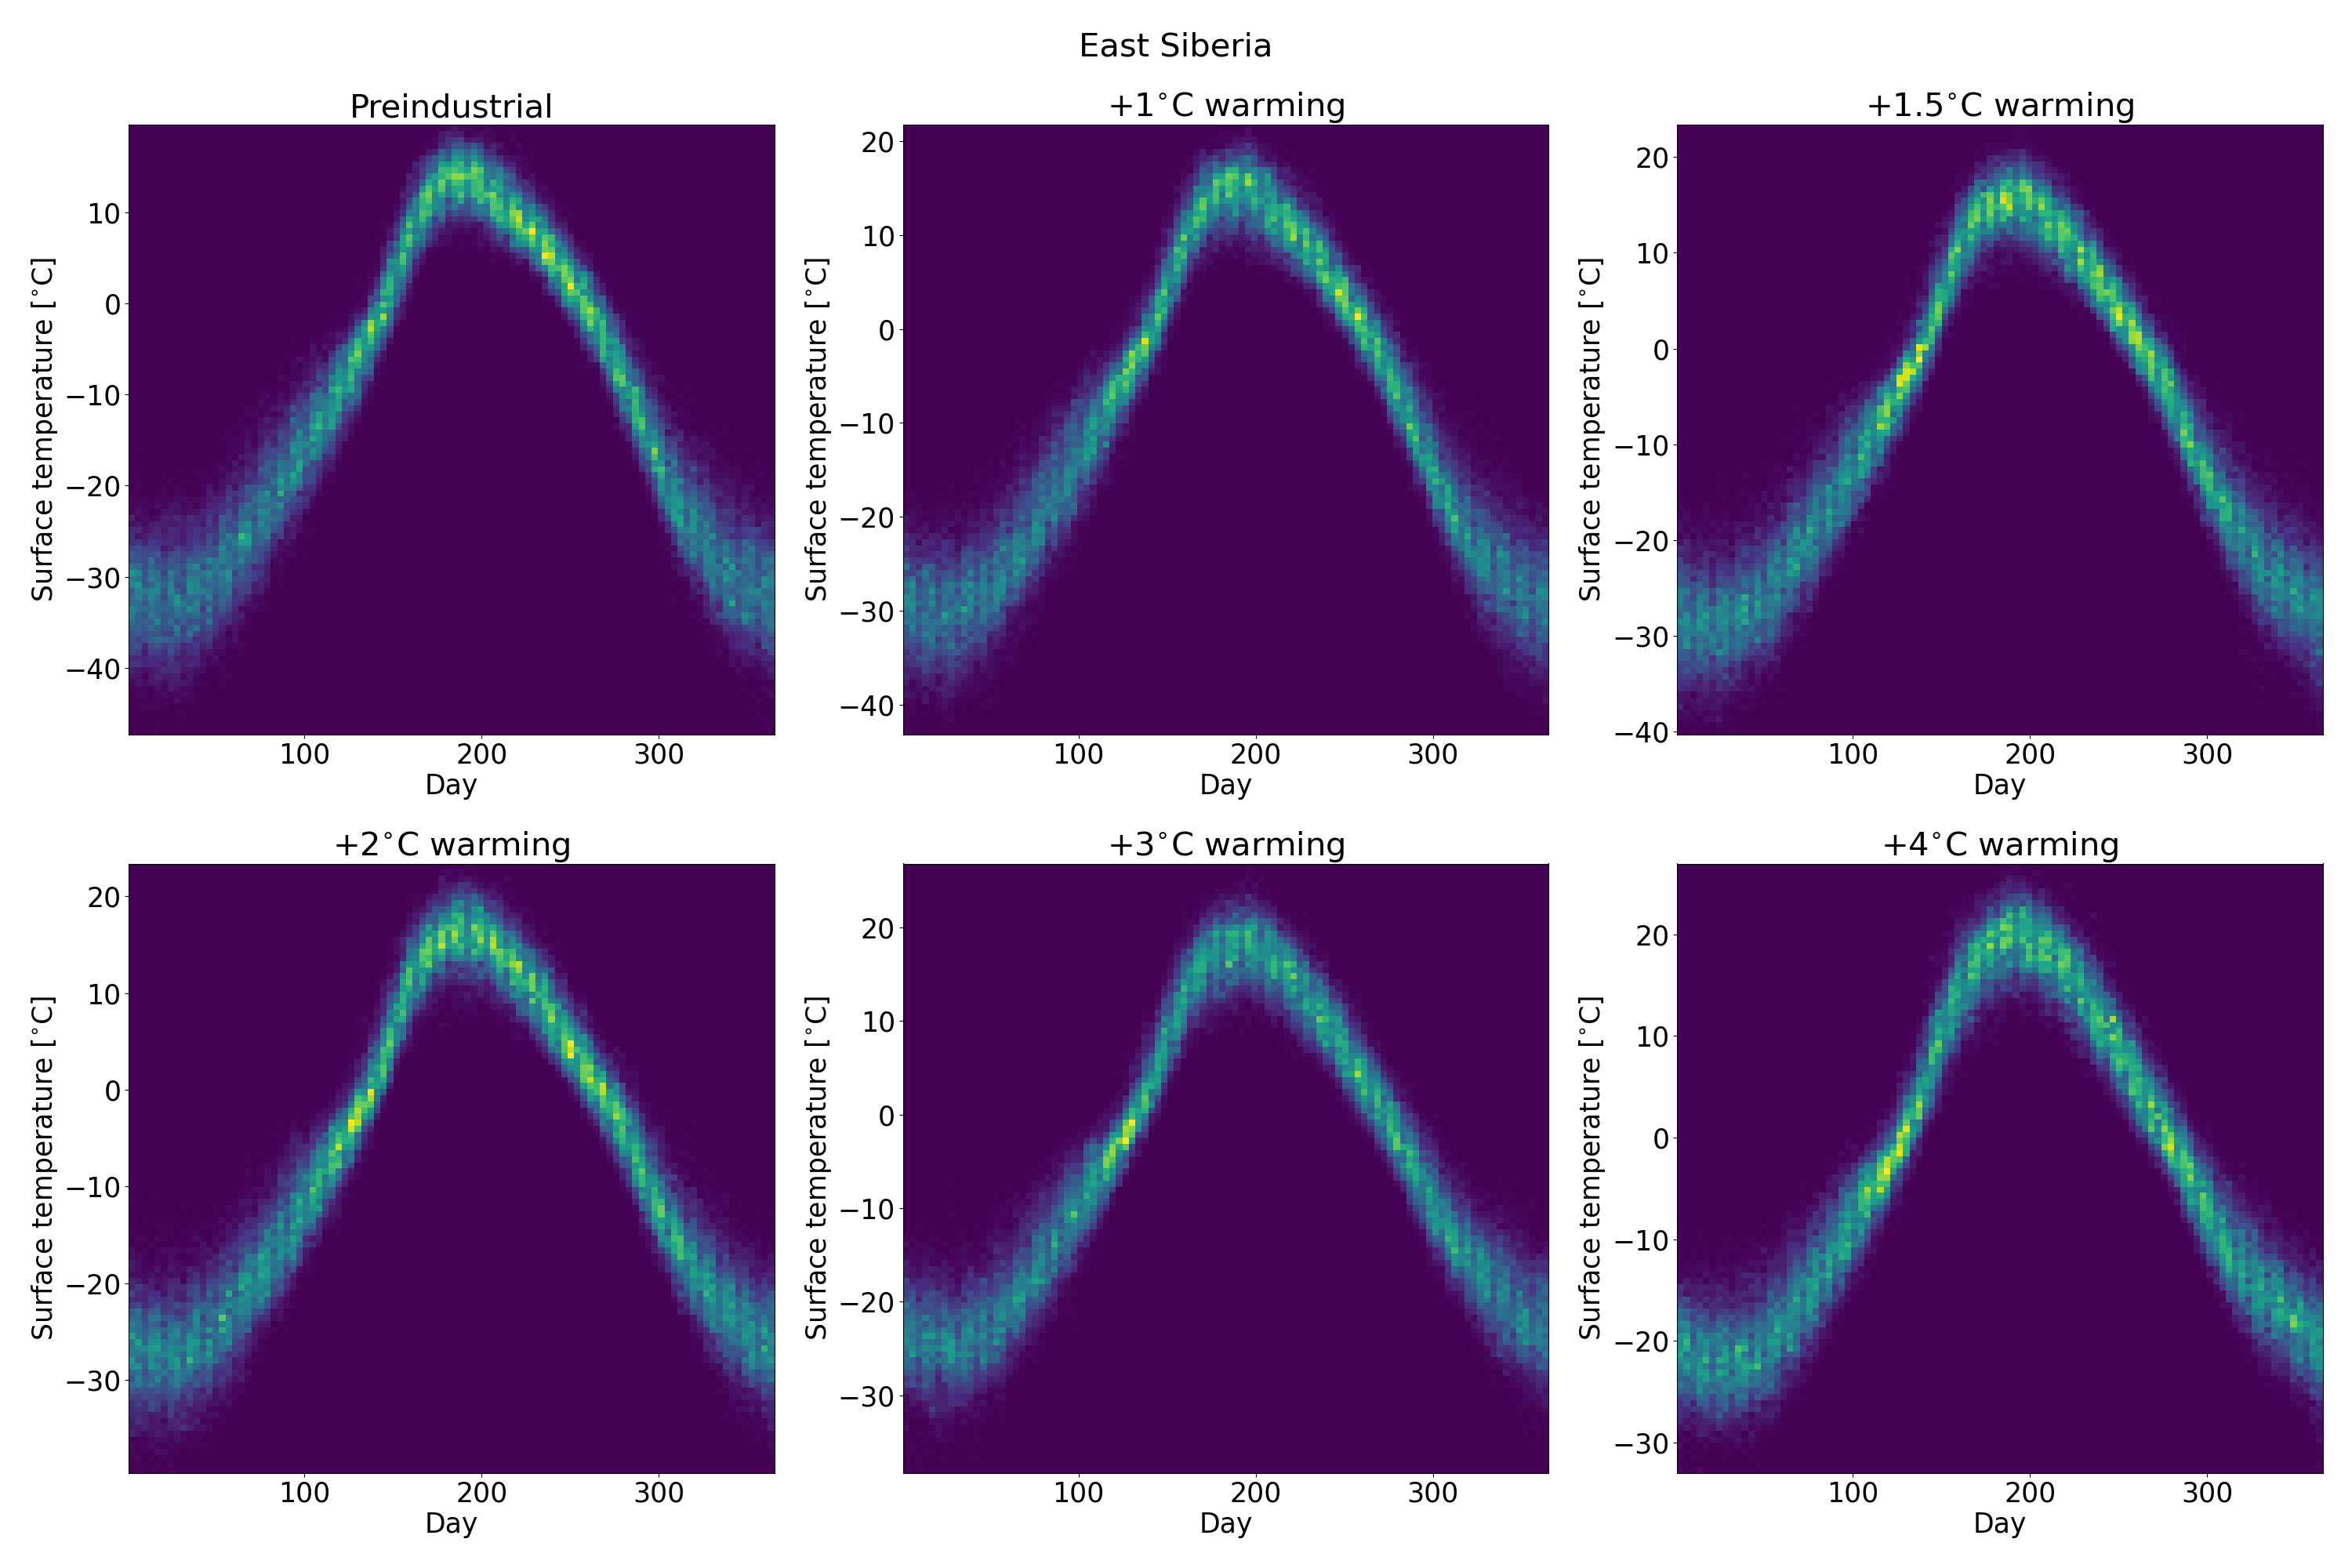 East Siberia
Preindustrial
+1°C warming
+1.5°C warming
Surface temperature [°C]
10
0
−10
−20
−30
−40
100
200
300
Day
Surface temperature [°C]
20
10
0
−10
−20
−30
−40
100
200
300
Day
Surface temperature [°C]
20
10
0
−10
−20
−30
−40
100
200
300
Day
+2°C warming
+3°C warming
+4°C warming
Surface temperature [°C]
20
10
0
−10
−20
−30
100
200
300
Day
Surface temperature [°C]
20
10
0
−10
−20
−30
100
200
300
Day
Surface temperature [°C]
20
10
0
−10
−20
−30
100
200
300
Day